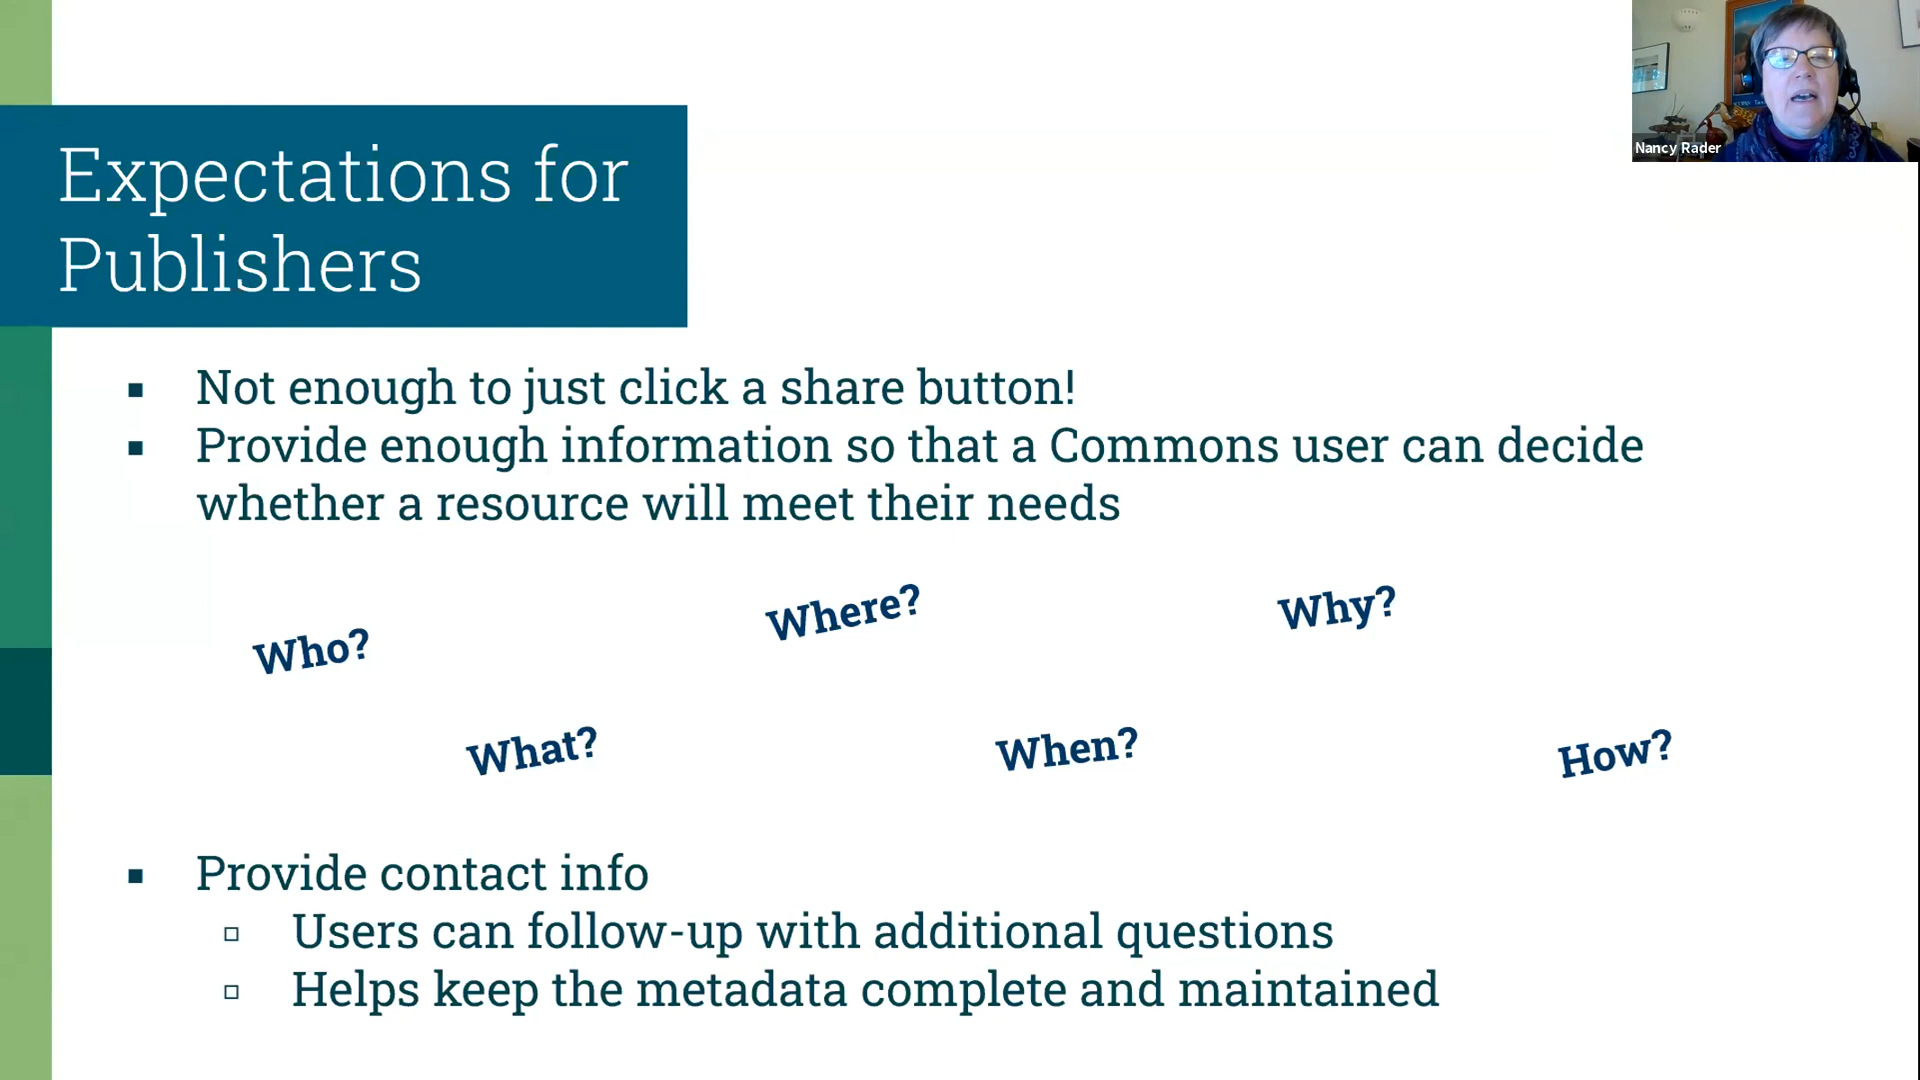 Nancy Rader
Expectations for
Publishers
▪ Not enough to just click a share button!
▪ Provide enough information so that a Commons user can decide
whether a resource will meet their needs
Who?
Where?
Why?
What?
When?
How?
▪ Provide contact info
▫ Users can follow-up with additional questions
▫ Helps keep the metadata complete and maintained